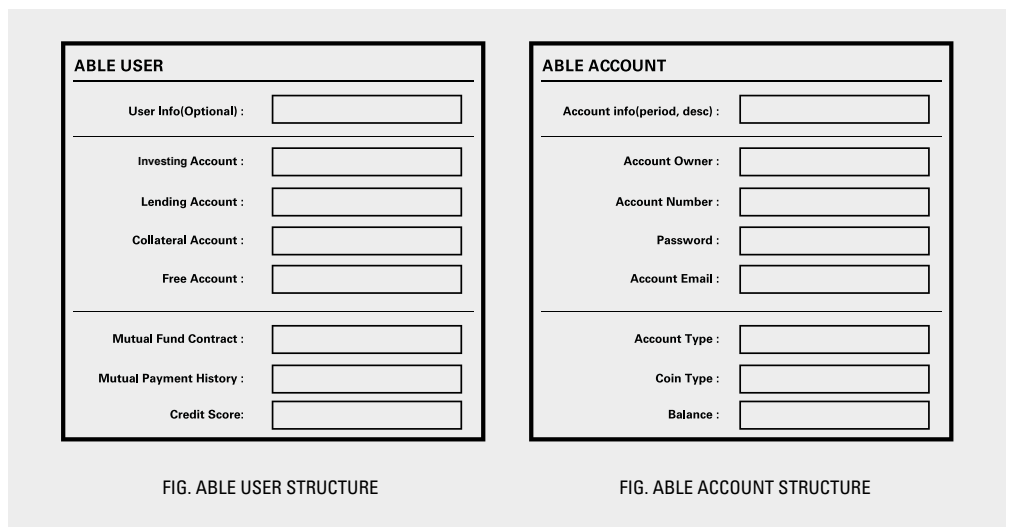 ABLE USER
User Info(Optional) :
Investing Account :
Lending Account :
Collateral Account :
Free Account :
Mutual Fund Contract :
Mutual Payment History :
Credit Score:
FIG. ABLE USER STRUCTURE
ABLE ACCOUNT
Account info(period, desc) :
Account Owner :
Account Number :
Password :
Account Email :
Account Type :
Coin Type :
Balance :
FIG. ABLE ACCOUNT STRUCTURE